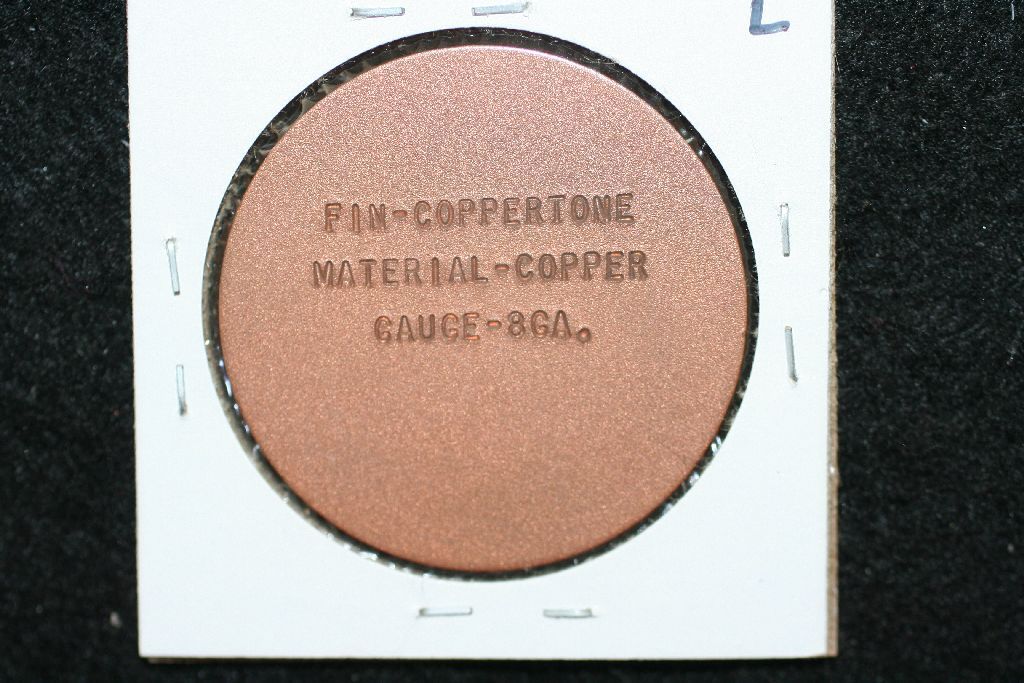 FIN-COPPERTONE
MATERIAL-COPPER
GAUGE-8GA.